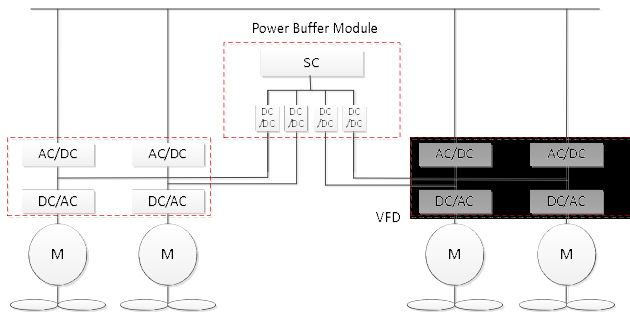 Power Buffer Module
SC
DC
/DC
DC
/DC
DC
/DC
DC
/DC
AC/DC
AC/DC
AC/DC
AC/DC
DC/AC
DC/AC
DC/AC
DC/AC
VFD
M
M
M
M